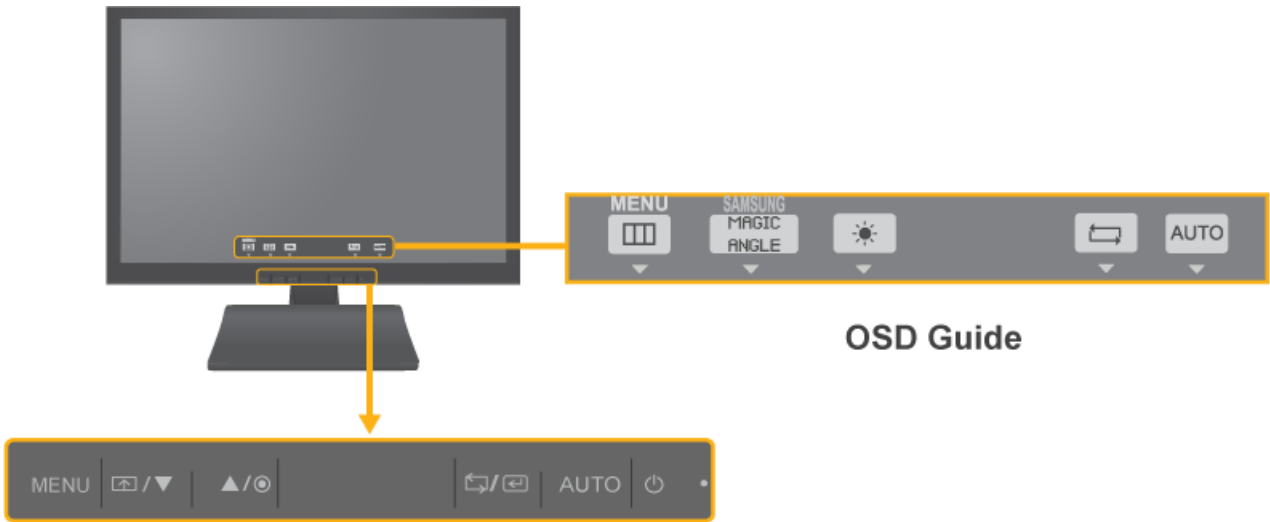 MENU
SAMSUNG
MAGIC
ANGLE
AUTO
OSD Guide
MENU
/▼
▲/
/
AUTO